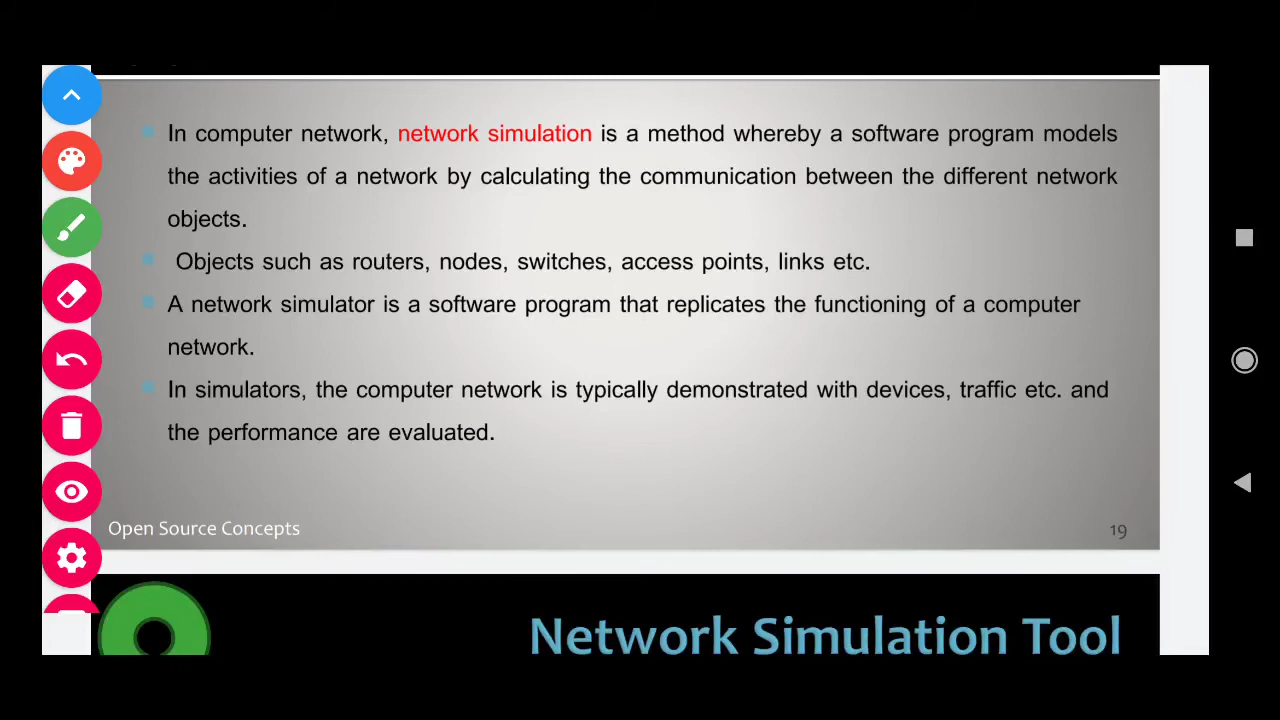 In computer network, network simulation is a method whereby a software program models
the activities of a network by calculating the communication between the different network
objects.
Objects such as routers, nodes, switches, access points, links etc.
A network simulator is a software program that replicates the functioning of a computer
network.
In simulators, the computer network is typically demonstrated with devices, traffic etc. and
the performance are evaluated.
Open Source Concepts
19
Network Simulation Tool